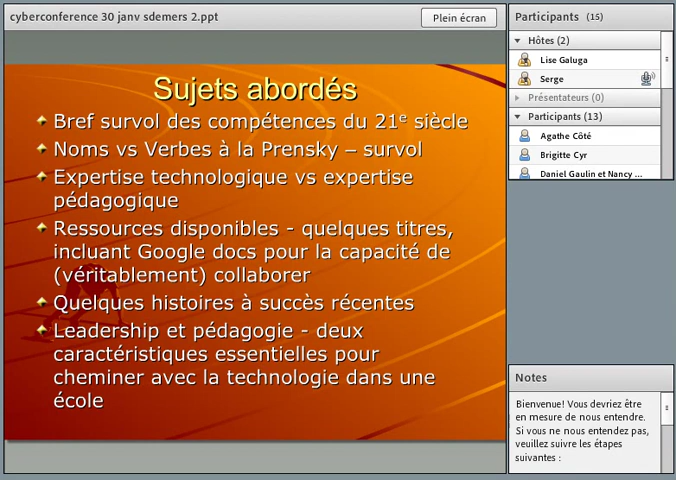 cyberconference 30 janv sdemers 2.ppt
Plein écran
Sujets abordés
Bref survol des compétences du 21e siècle
Noms vs Verbes à la Prensky – survol
Expertise technologique vs expertise
pédagogique
Ressources disponibles - quelques titres,
incluant Google docs pour la capacité de
(véritablement) collaborer
Quelques histoires à succès récentes
Leadership et pédagogie - deux
caractéristiques essentielles pour
cheminer avec la technologie dans une
école
Participants (15)
Hôtes (2)
Lise Galuga
Serge
Présentateurs (0)
Participants (13)
Agathe Côté
Brigitte Cyr
Daniel Gaulin et Nancy ...
Notes
Bienvenue! Vous devriez être
en mesure de nous entendre.
Si vous ne nous entendez pas,
veuillez suivre les étapes
suivantes :